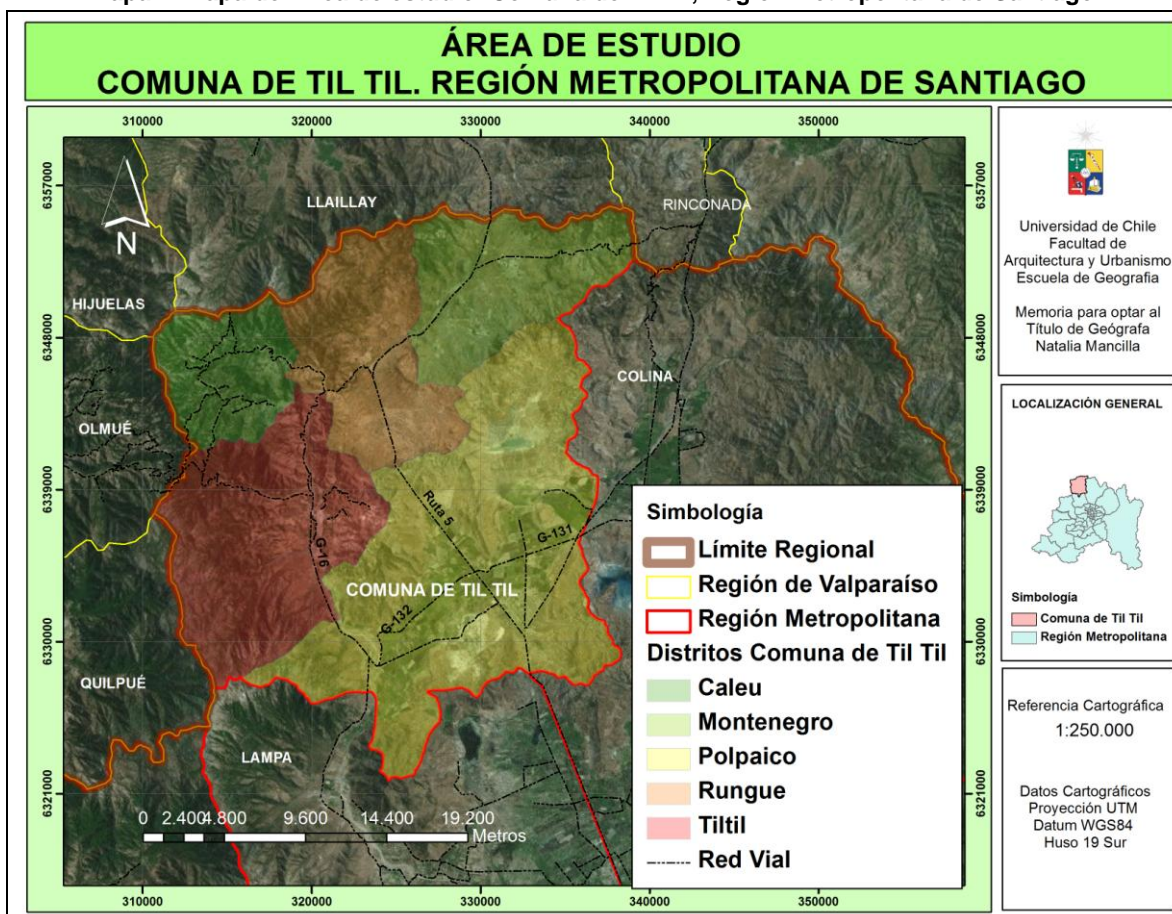 ÁREA DE ESTUDIO
COMUNA DE TIL TIL. REGIÓN METROPOLITANA DE SANTIAGO
310000
320000
330000
340000
350000
6357000
6348000
6339000
6330000
6321000
6357000
6348000
6339000
6330000
6321000
N
LLAILLAY
RINCONADA
HIJUELAS
COLINA
OLMUÉ
Ruta 5
G-131
G-16
COMUNA DE TIL TIL
G-132
QUILPUÉ
LAMPA
0 2.400 4.800 9.600 14.400 19.200
Metros
310000
320000
330000
340000
350000
Simbología
Límite Regional
Región de Valparaíso
Región Metropolitana
Distritos Comuna de Til Til
Caleu
Montenegro
Polpaico
Rungue
Tiltil
Red Vial
Universidad de Chile
Facultad de
Arquitectura y Urbanismo
Escuela de Geografia
Memoria para optar al
Título de Geógrafa
Natalia Mancilla
LOCALIZACIÓN GENERAL
Simbología
Comuna de Til Til
Región Metropolitana
Referencia Cartográfica
1:250.000
Datos Cartográficos
Proyección UTM
Datum WGS84
Huso 19 Sur